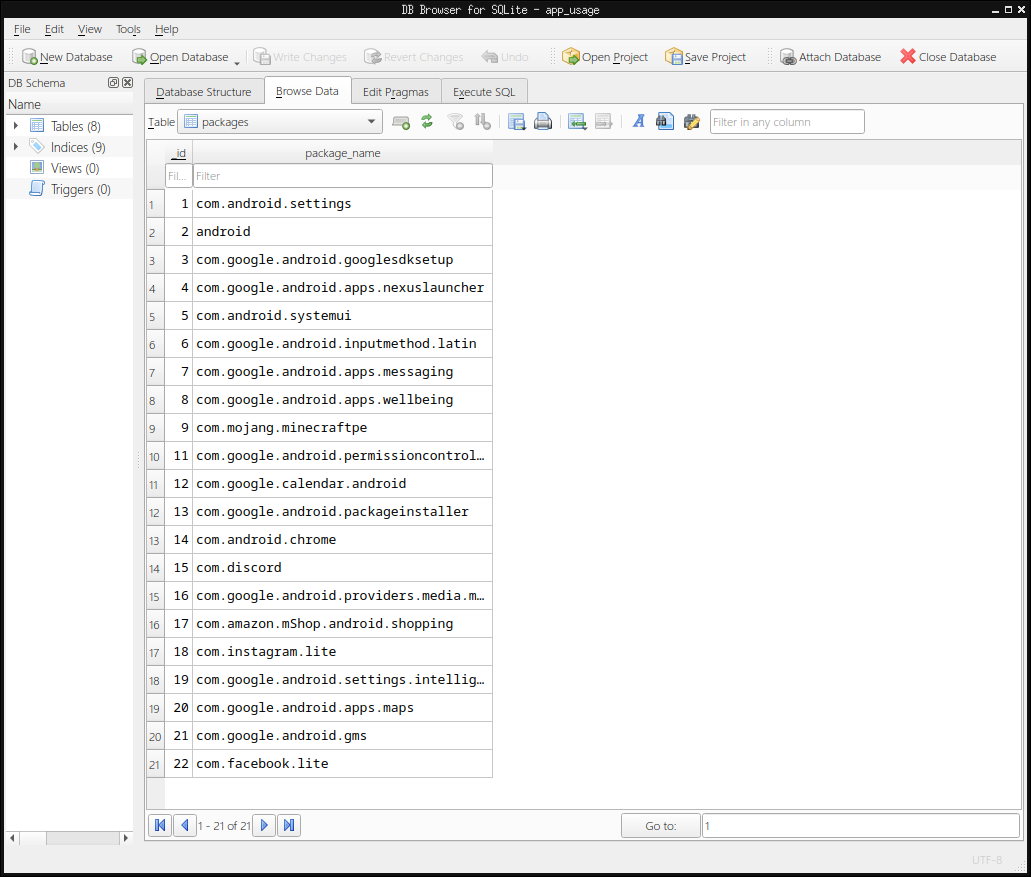 DB Browser for SQLite - app_usage
File Edit View Tools Help
New Database Open Database Write Changes Revert Changes Undo Open Project Save Project Attach Database Close Database
DB Schema
Name
Tables (8)
Indices (9)
Views (0)
Triggers (0)
Database Structure Browse Data Edit Pragmas Execute SQL
Table packages Filter in any column
_id package_name
Fil... Filter
1 1 com.android.settings
2 2 android
3 3 com.google.android.googlesdksetup
4 4 com.google.android.apps.nexuslauncher
5 5 com.android.systemui
6 6 com.google.android.inputmethod.latin
7 7 com.google.android.apps.messaging
8 8 com.google.android.apps.wellbeing
9 9 com.mojang.minecraftpe
10 11 com.google.android.permissioncontrol...
11 12 com.google.calendar.android
12 13 com.google.android.packageinstaller
13 14 com.android.chrome
14 15 com.discord
15 16 com.google.android.providers.media.m...
16 17 com.amazon.mShop.android.shopping
17 18 com.instagram.lite
18 19 com.google.android.settings.intellig...
19 20 com.google.android.apps.maps
20 21 com.google.android.gms
21 22 com.facebook.lite
1 - 21 of 21 Go to: 1
UTF-8